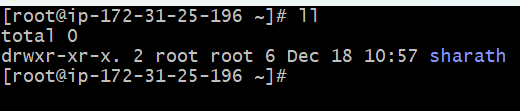 [root@ip-172-31-25-196 ~]# ll
total 0
drwxr-xr-x. 2 root root 6 Dec 18 10:57 sharath
[root@ip-172-31-25-196 ~]#